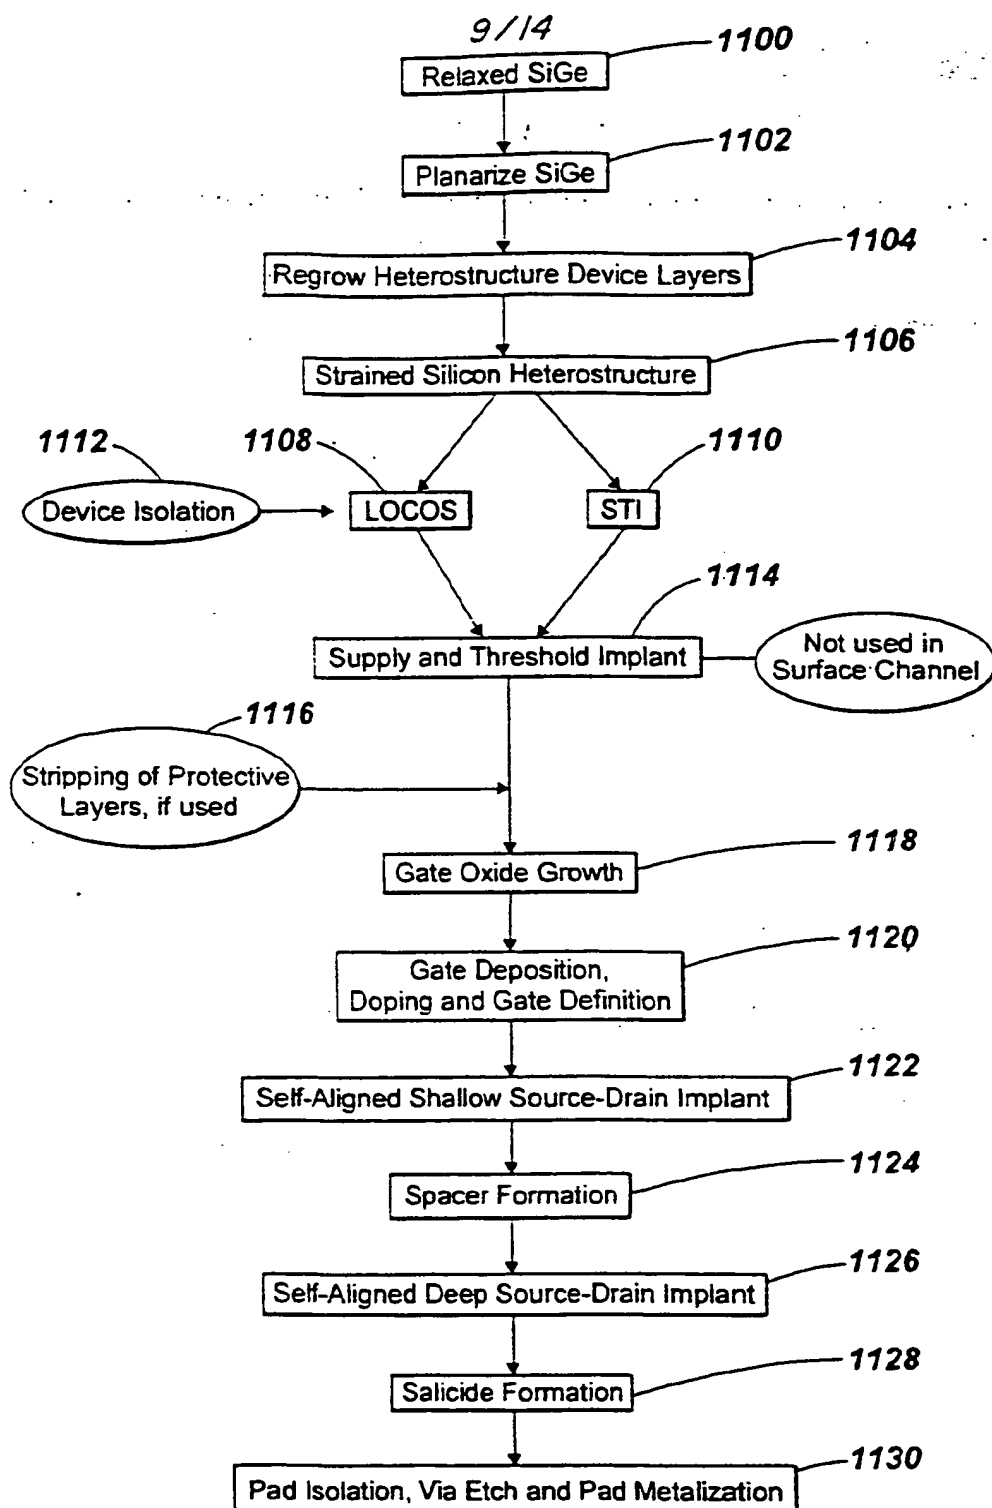 9/14
1100
Relaxed SiGe
1102
Planarize SiGe
1104
Regrow Heterostructure Device Layers
1106
Strained Silicon Heterostructure
1112
1108
1110
Device Isolation
LOCOS
STI
1114
Supply and Threshold Implant
Not used in
Surface Channel
1116
Stripping of Protective
Layers, if used
1118
Gate Oxide Growth
1120
Gate Deposition,
Doping and Gate Definition
1122
Self-Aligned Shallow Source-Drain Implant
1124
Spacer Formation
1126
Self-Aligned Deep Source-Drain Implant
1128
Salicide Formation
1130
Pad Isolation, Via Etch and Pad Metalization